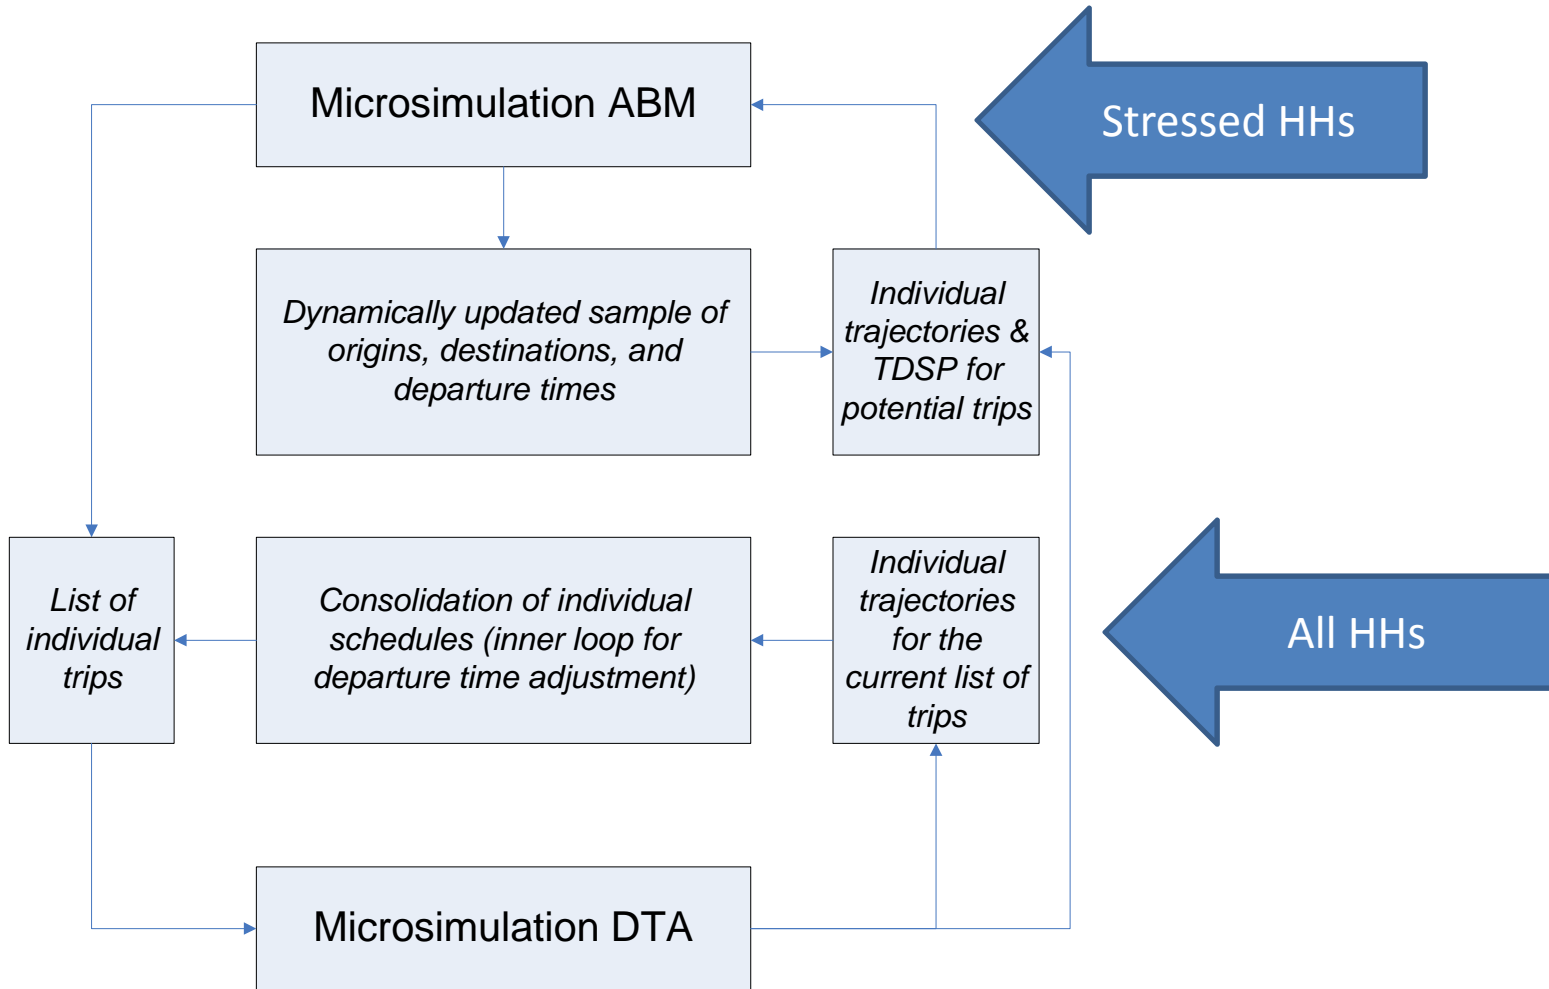 Microsimulation ABM
Stressed HHs
Dynamically updated sample of
origins, destinations, and
departure times
Individual
trajectories &
TDSP for
potential trips
List of
individual
trips
Consolidation of individual
schedules (inner loop for
departure time adjustment)
Individual
trajectories
for the
current list of
trips
All HHs
Microsimulation DTA